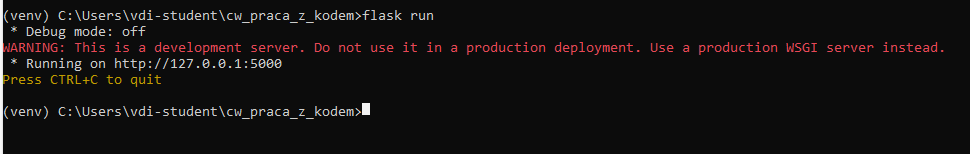 (venv) C:\Users\vdi-student\cw_praca_z_kodem>flask run
 * Debug mode: off
WARNING: This is a development server. Do not use it in a production deployment. Use a production WSGI server instead.
 * Running on http://127.0.0.1:5000
Press CTRL+C to quit
(venv) C:\Users\vdi-student\cw_praca_z_kodem>